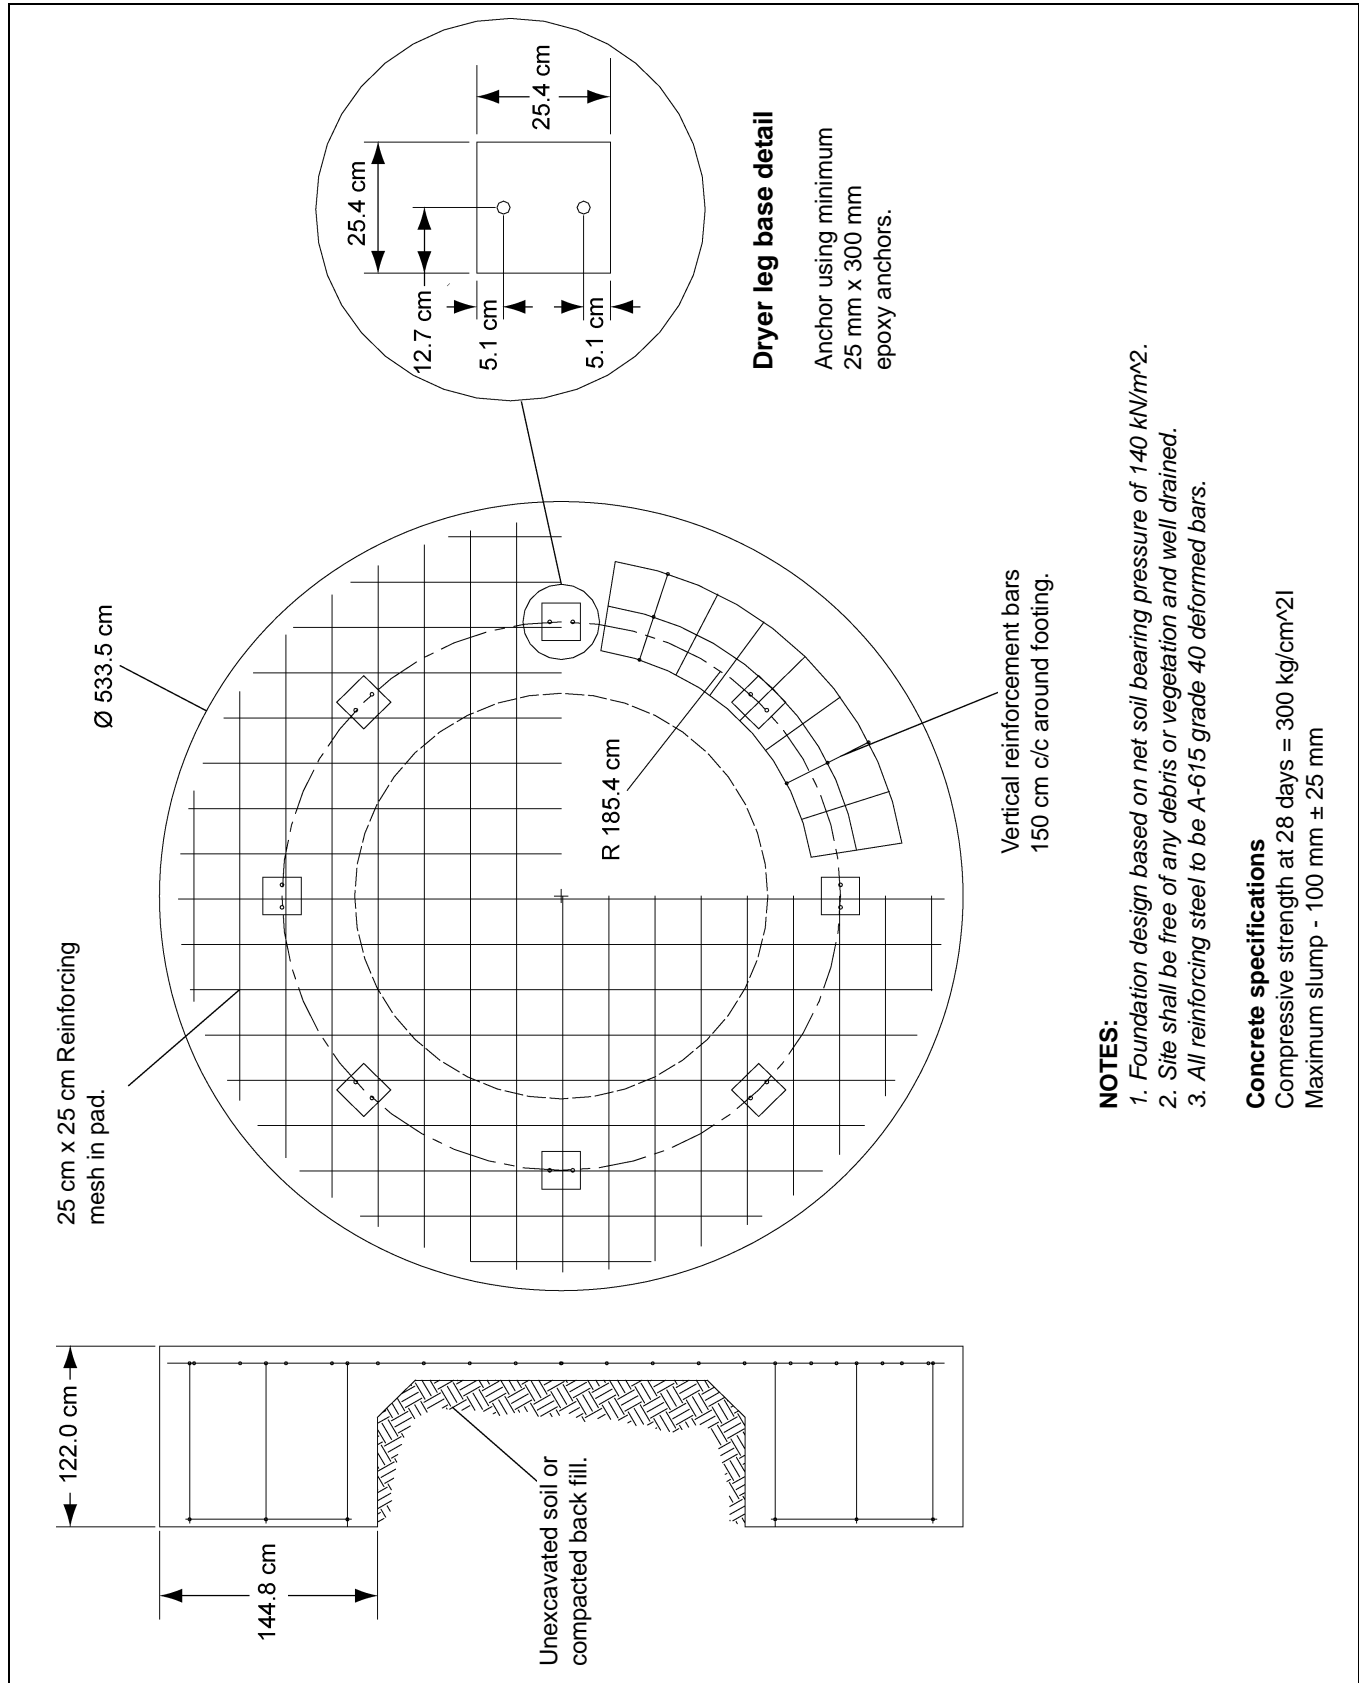 122.0 cm
144.8 cm
Unexcavated soil or
compacted back fill.
25 cm x 25 cm Reinforcing
mesh in pad.
Ø 533.5 cm
R 185.4 cm
Vertical reinforcement bars
150 cm c/c around footing.
25.4 cm
25.4 cm
12.7 cm
5.1 cm
5.1 cm
Dryer leg base detail
Anchor using minimum
25 mm x 300 mm
epoxy anchors.
NOTES:
1. Foundation design based on net soil bearing pressure of 140 kN/m^2.
2. Site shall be free of any debris or vegetation and well drained.
3. All reinforcing steel to be A-615 grade 40 deformed bars.
Concrete specifications
Compressive strength at 28 days = 300 kg/cm^2l
Maximum slump - 100 mm ± 25 mm